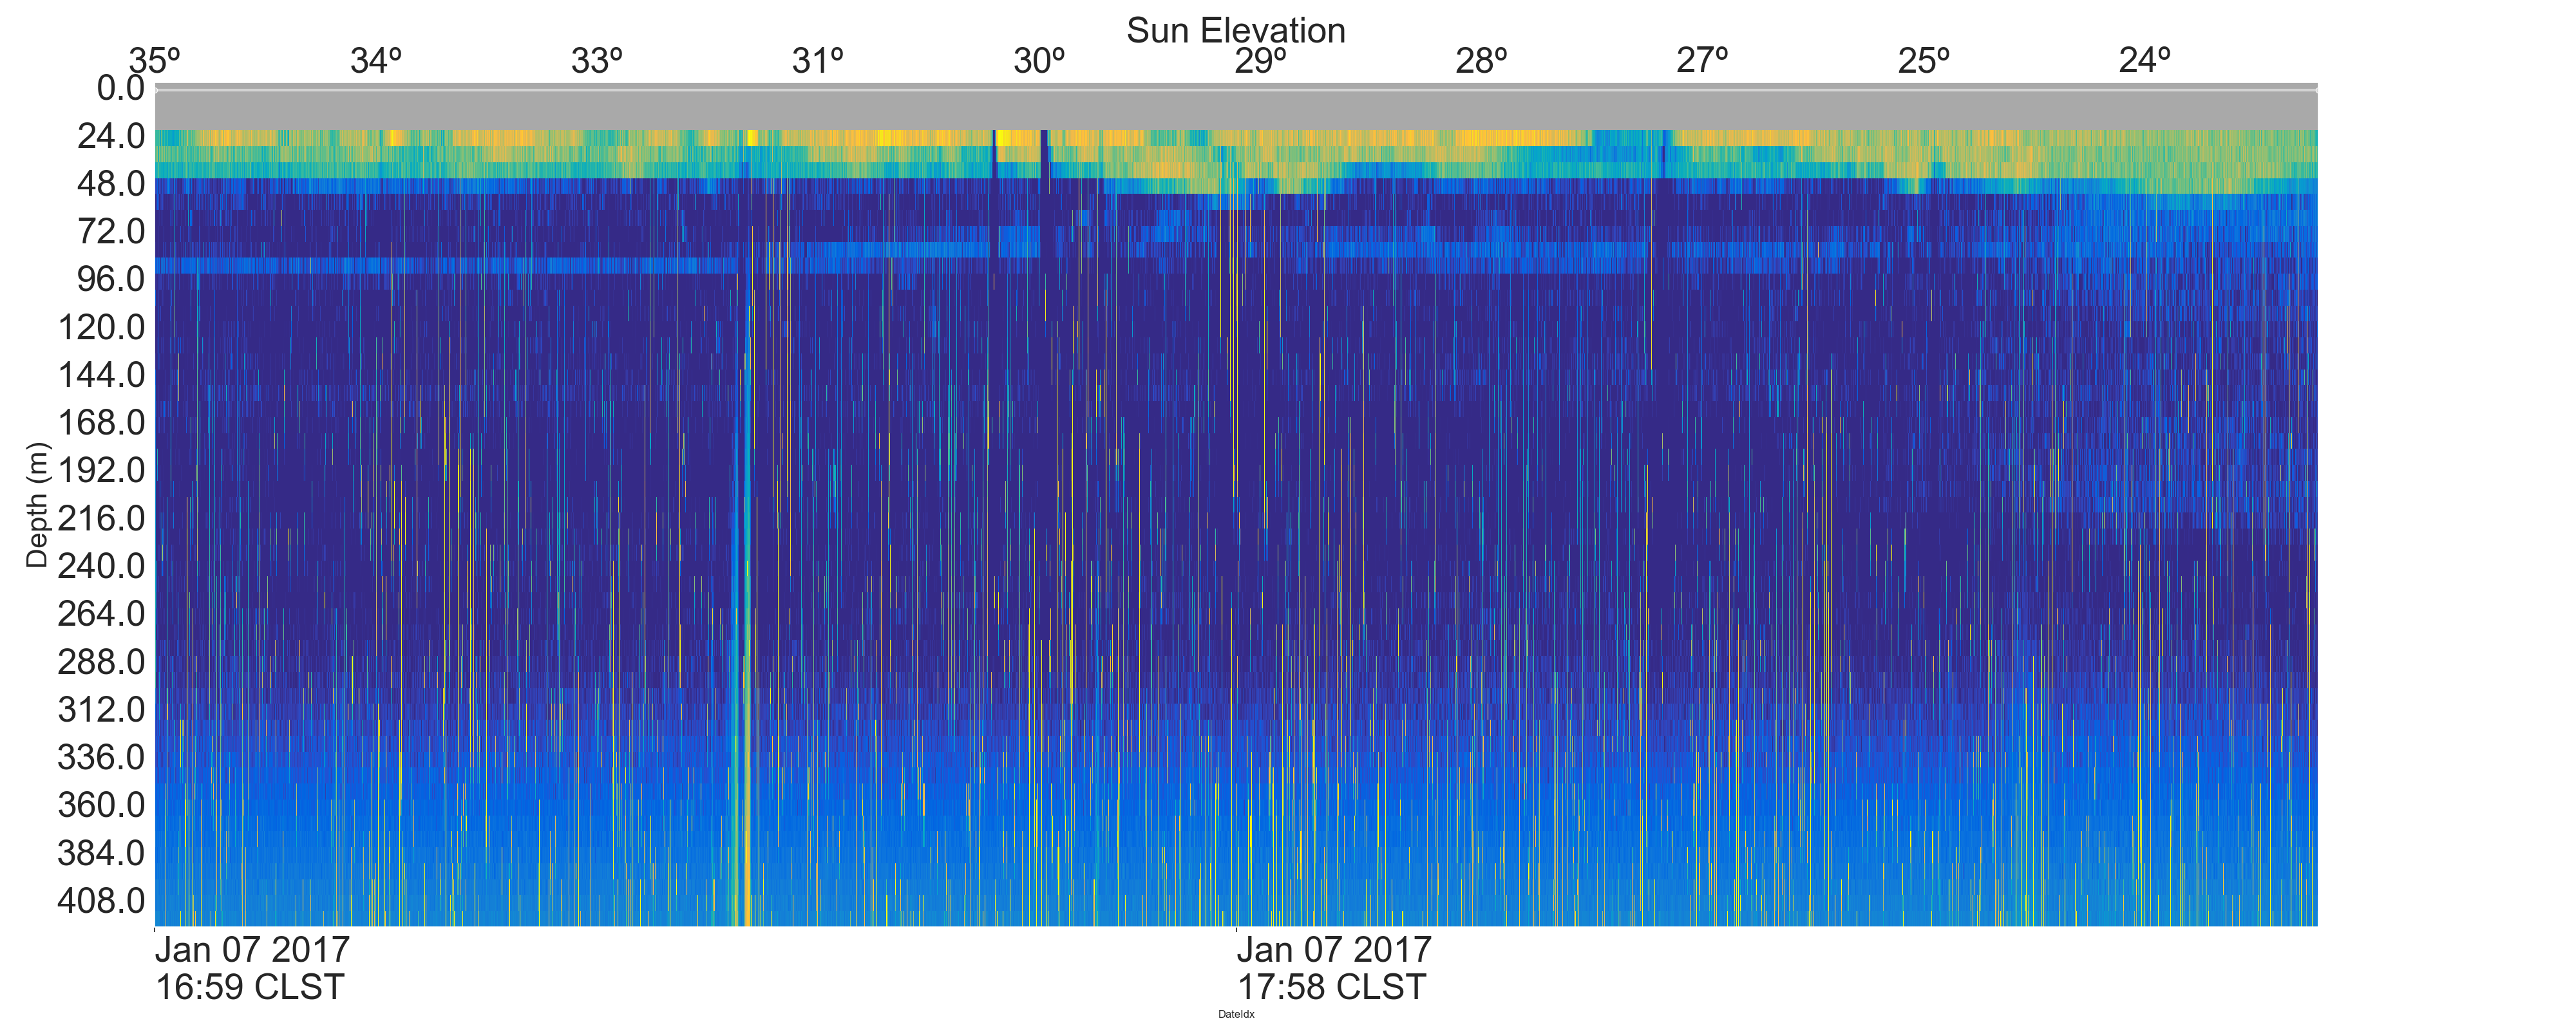 Sun Elevation
35º 34º 33º 31º 30º 29º 28º 27º 25º 24º
0.0
24.0
48.0
72.0
96.0
120.0
144.0
168.0
192.0
216.0
240.0
264.0
288.0
312.0
336.0
360.0
384.0
408.0
Depth (m)
Jan 07 2017
16:59 CLST
Jan 07 2017
17:58 CLST
DateIdx